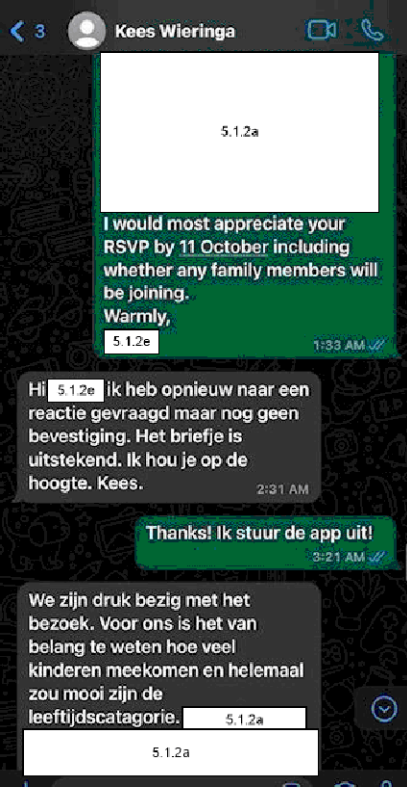 3
Kees Wieringa
5.1.2a
I would most appreciate your
RSVP by 11 October including
whether any family members will
be joining.
Warmly,
5.1.2e
1:33 AM
Hi 5.1.2e ik heb opnieuw naar een
reactie gevraagd maar nog geen
bevestiging. Het briefje is
uitstekend. Ik hou je op de
hoogte. Kees.
2:31 AM
Thanks! Ik stuur de app uit!
3:21 AM
We zijn druk bezig met het
bezoek. Voor ons is het van
belang te weten hoe veel
kinderen meekomen en helemaal
zou mooi zijn de
leeftijdscatagorie. 5.1.2a
5.1.2a